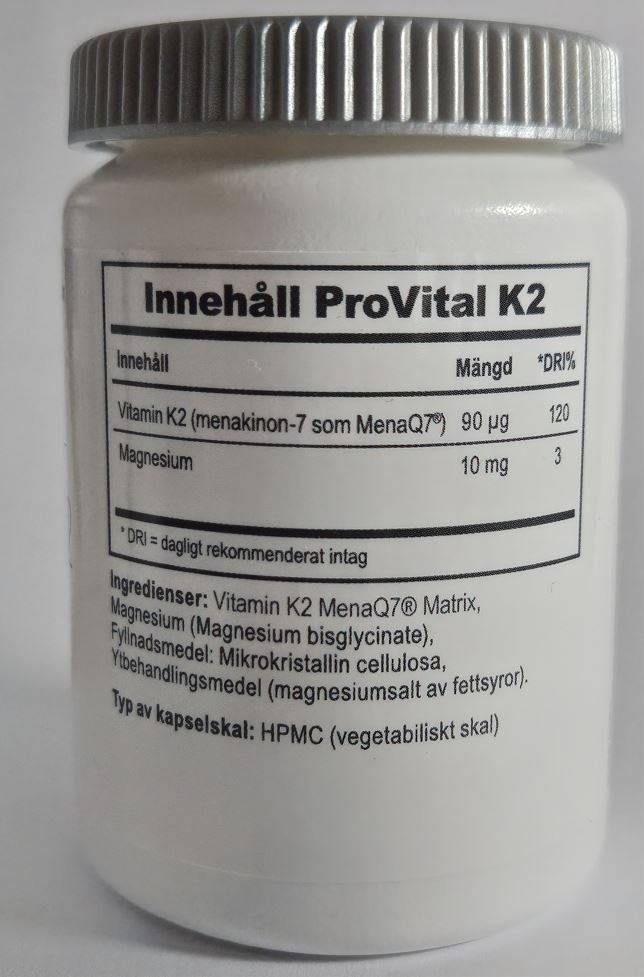 Innehåll ProVital K2
Innehåll Mängd *DRI%
Vitamin K2 (menakinon-7 som MenaQ7®) 90 µg 120
Magnesium 10 mg 3
* DRI = dagligt rekommenderat intag
Ingredienser: Vitamin K2 MenaQ7® Matrix,
Magnesium (Magnesium bisglycinate),
Fyllnadsmedel: Mikrokristallin cellulosa,
Ytbehandlingsmedel (magnesiumsalt av fettsyror).
Typ av kapselskal: HPMC (vegetabiliskt skal)